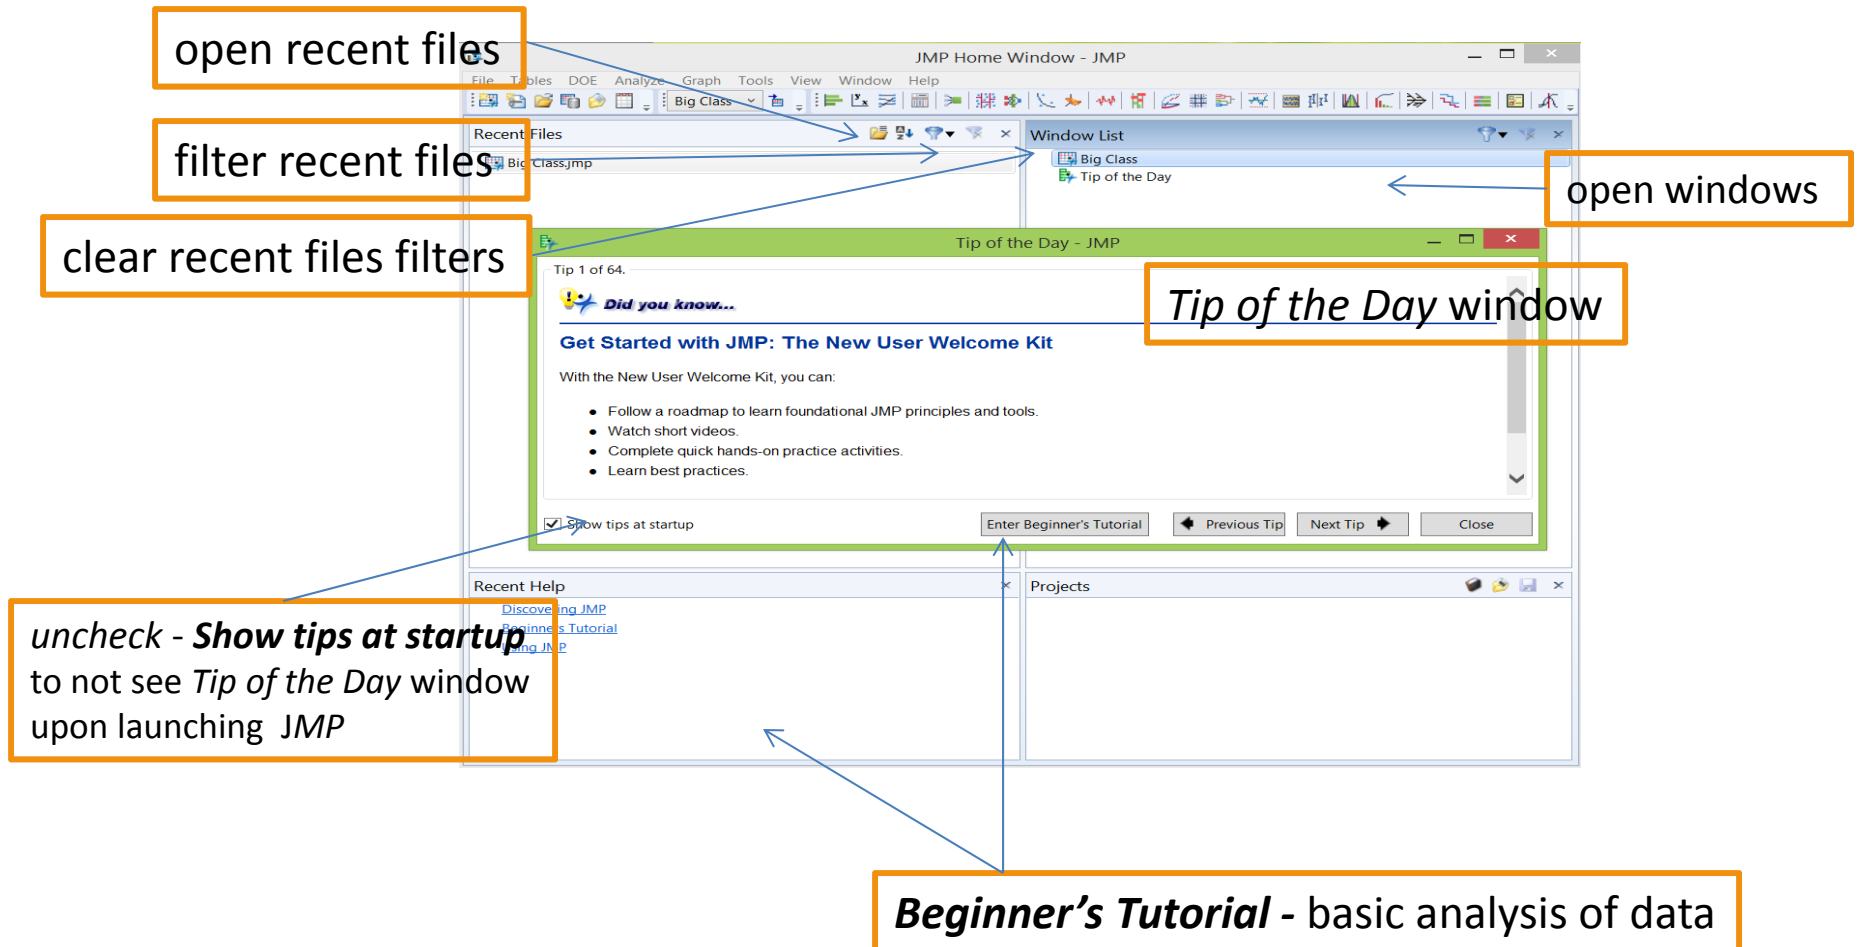 open recent files
JMP Home Window - JMP
File Tables DOE Analyze Graph Tools View Window Help
Big Class
filter recent files
Recent Files
Window List
Big Class.jmp
Big Class
Tip of the Day
open windows
clear recent files filters
Tip of the Day - JMP
Tip 1 of 64.
Did you know...
Tip of the Day window
Get Started with JMP: The New User Welcome Kit
With the New User Welcome Kit, you can:
● Follow a roadmap to learn foundational JMP principles and tools.
● Watch short videos.
● Complete quick hands-on practice activities.
● Learn best practices.
Show tips at startup
Enter Beginner's Tutorial
Previous Tip
Next Tip
Close
Recent Help
Projects
Discovering JMP
Beginners Tutorial
Using JMP
uncheck - Show tips at startup
to not see Tip of the Day window
upon launching JMP
Beginner’s Tutorial - basic analysis of data